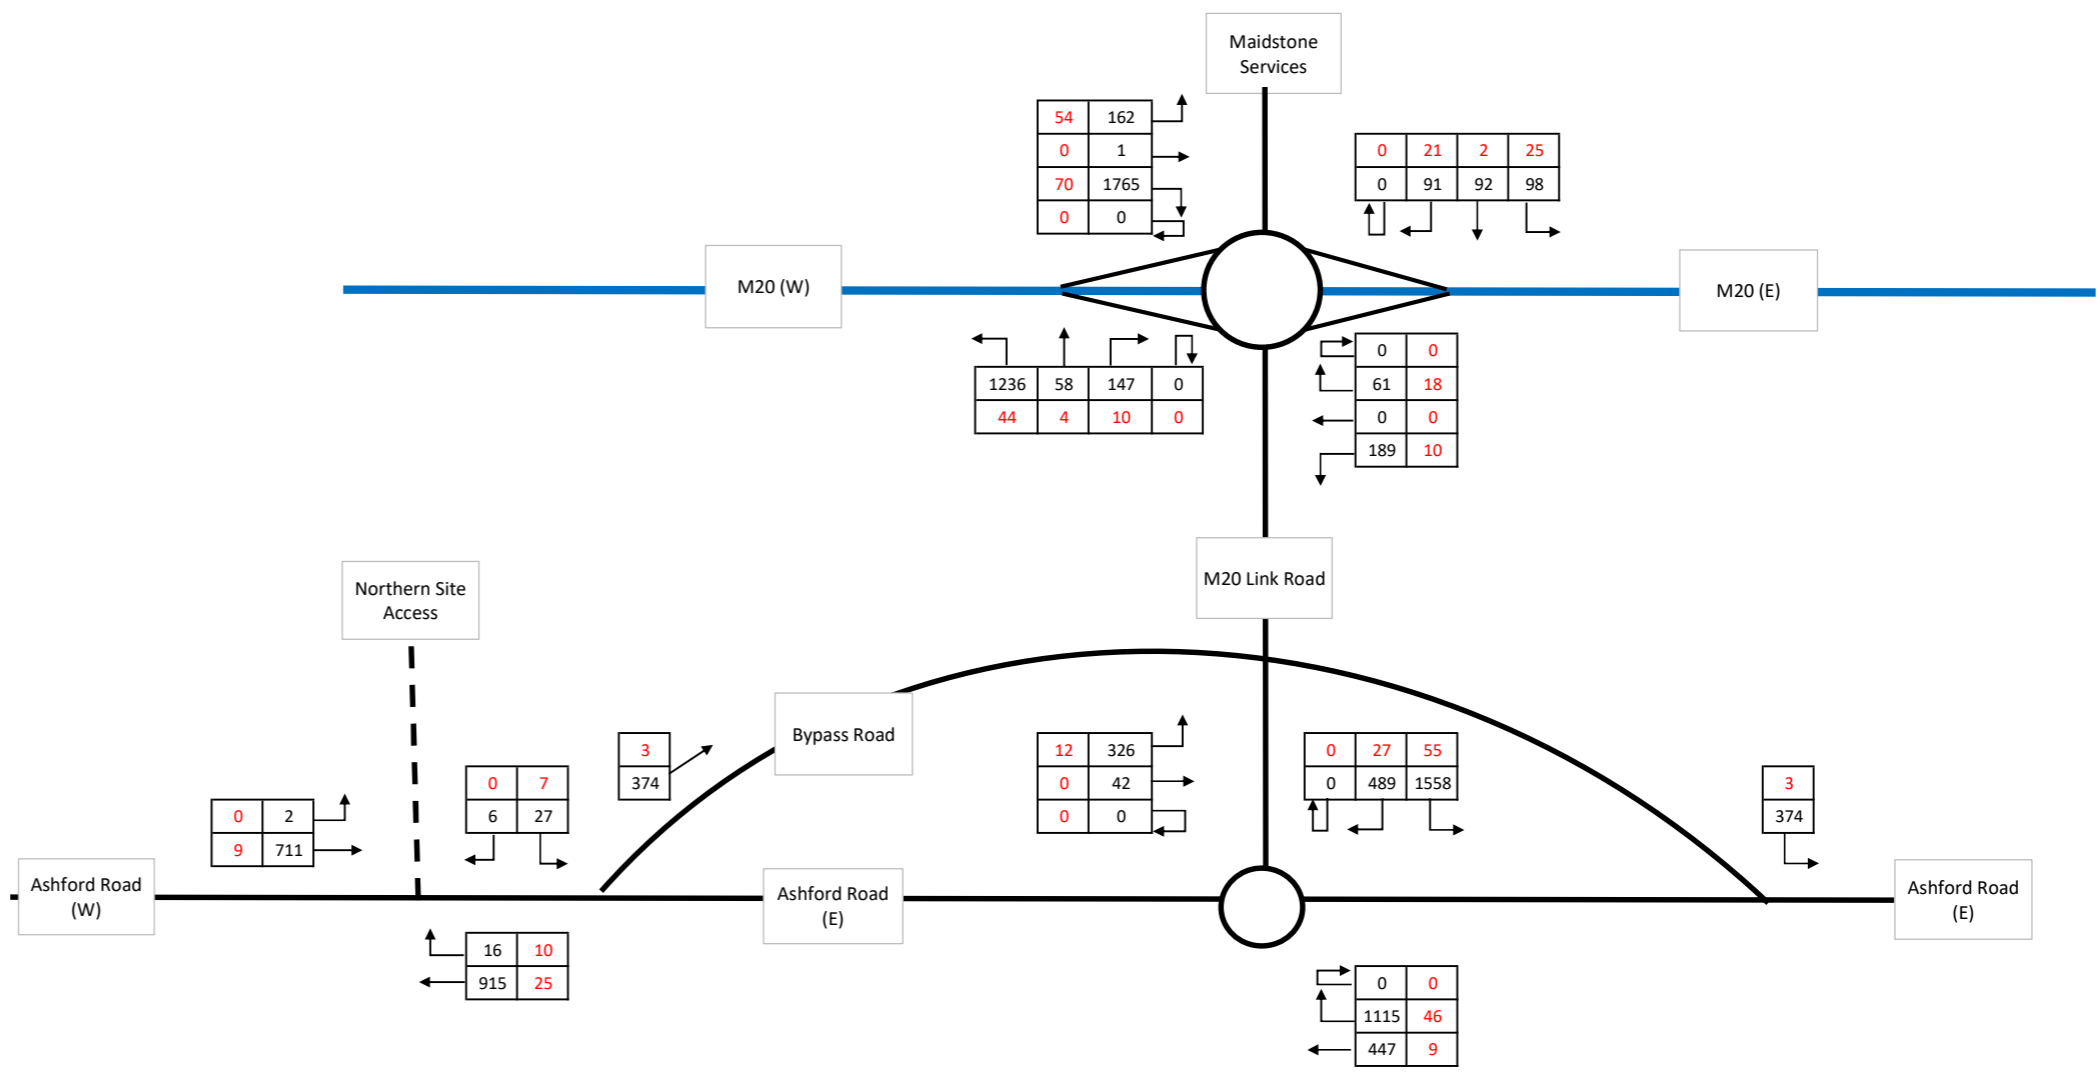 Maidstone
Services
54 162
0 1
70 1765
0 0
0 21 2 25
0 91 92 98
M20 (W)
M20 (E)
1236 58 147 0
44 4 10 0
0 0
61 18
0 0
189 10
M20 Link Road
Northern Site
Access
Bypass Road
3
374
0 7
6 27
0 2
9 711
12 326
0 42
0 0
0 27 55
0 489 1558
3
374
Ashford Road
(W)
Ashford Road
(E)
Ashford Road
(E)
16 10
915 25
0 0
1115 46
447 9